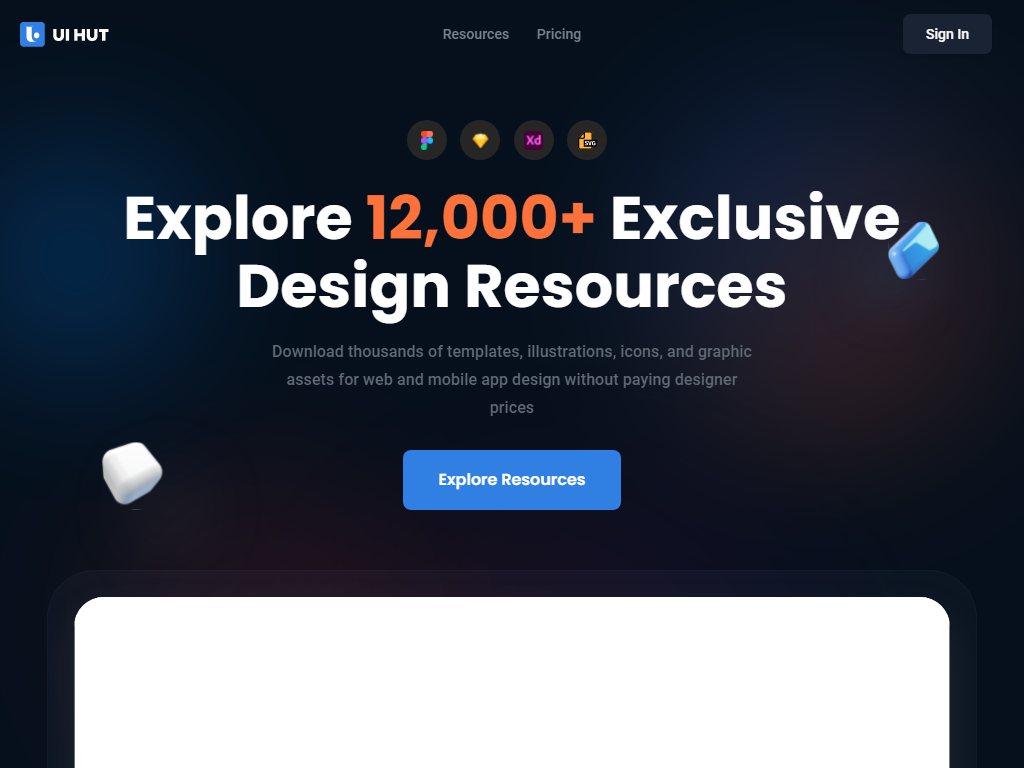 UI HUT
Resources
Pricing
Sign In
Xd
SVG
Explore 12,000+ Exclusive
Design Resources
Download thousands of templates, illustrations, icons, and graphic
assets for web and mobile app design without paying designer
prices
Explore Resources